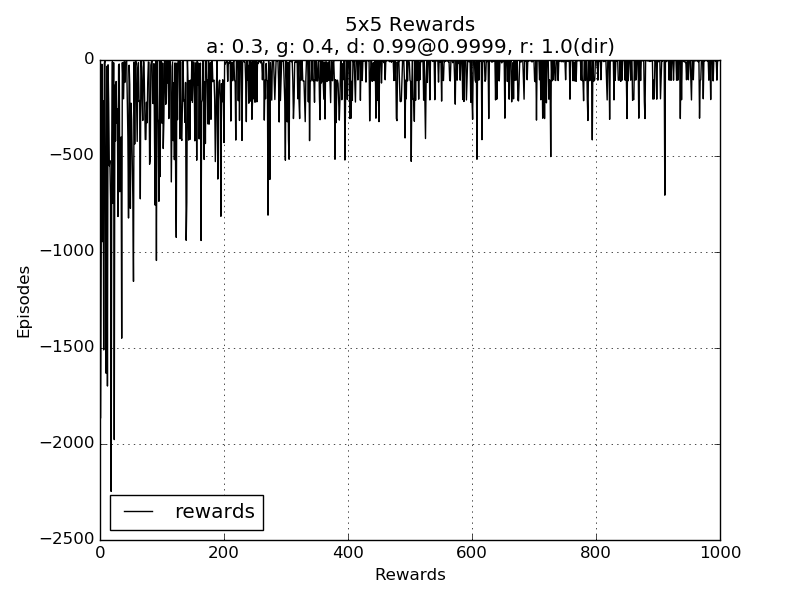 5x5 Rewards
a: 0.3, g: 0.4, d: 0.99@0.9999, r: 1.0(dir)
0
−500
−1000
−1500
−2000
−2500
Episodes
rewards
0 200 400 600 800 1000
Rewards